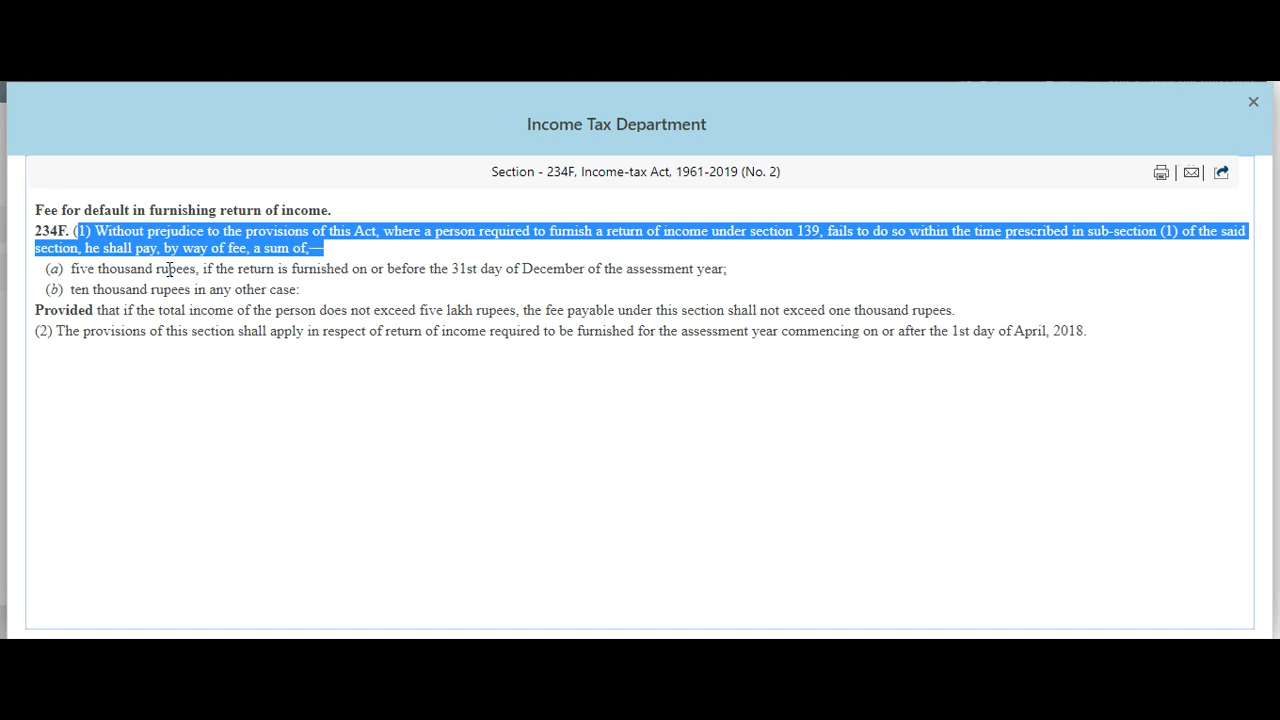 Income Tax Department
Section - 234F, Income-tax Act, 1961-2019 (No. 2)
Fee for default in furnishing return of income.
234F. (1) Without prejudice to the provisions of this Act, where a person required to furnish a return of income under section 139, fails to do so within the time prescribed in sub-section (1) of the said
section, he shall pay, by way of fee, a sum of,—
(a) five thousand rupees, if the return is furnished on or before the 31st day of December of the assessment year;
(b) ten thousand rupees in any other case:
Provided that if the total income of the person does not exceed five lakh rupees, the fee payable under this section shall not exceed one thousand rupees.
(2) The provisions of this section shall apply in respect of return of income required to be furnished for the assessment year commencing on or after the 1st day of April, 2018.